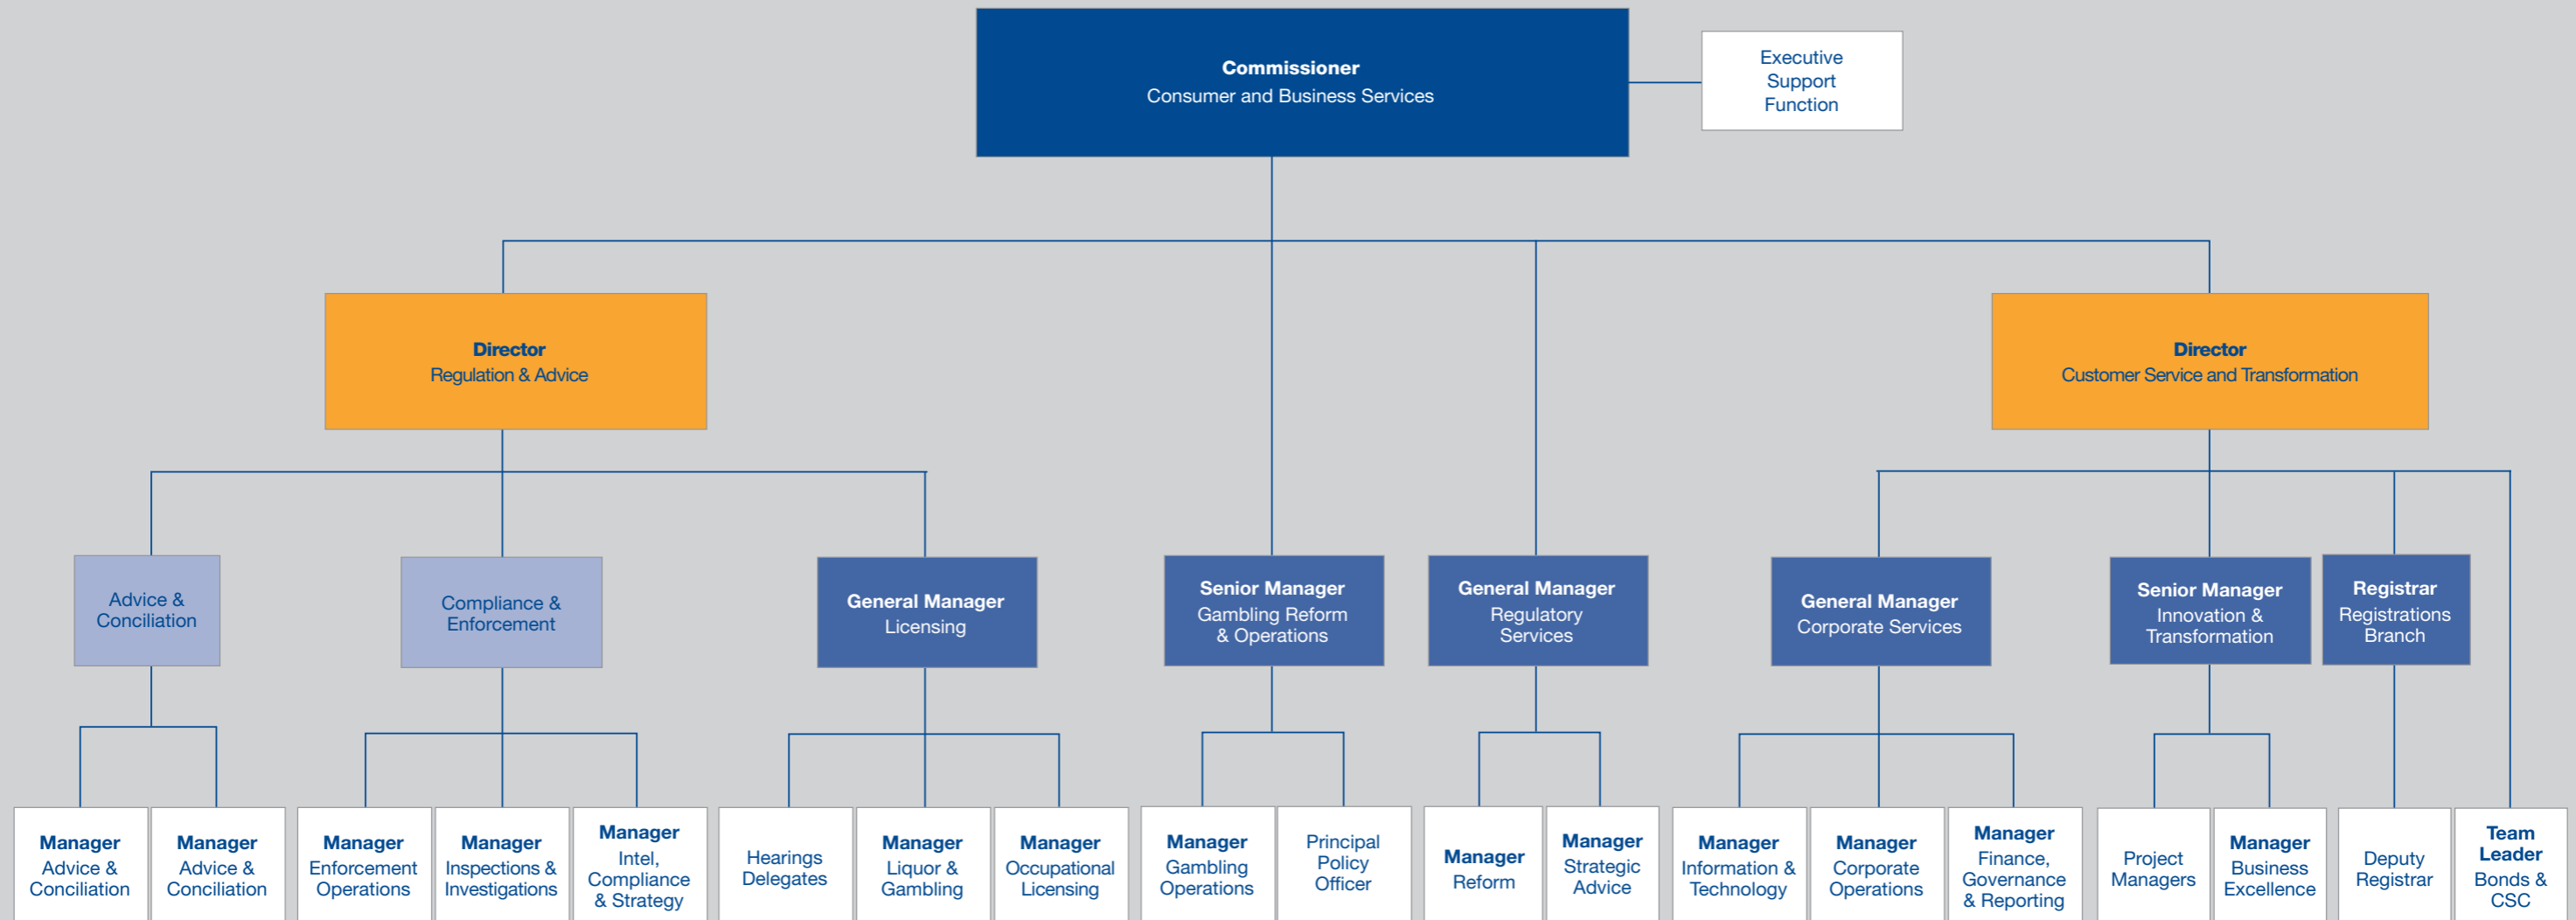 Commissioner
Consumer and Business Services
Executive
Support
Function
Director
Regulation & Advice
Director
Customer Service and Transformation
Advice &
Conciliation
Compliance &
Enforcement
General Manager
Licensing
Senior Manager
Gambling Reform
& Operations
General Manager
Regulatory
Services
General Manager
Corporate Services
Senior Manager
Innovation &
Transformation
Registrar
Registrations
Branch
Manager
Advice &
Conciliation
Manager
Advice &
Conciliation
Manager
Enforcement
Operations
Manager
Inspections &
Investigations
Manager
Intel,
Compliance
& Strategy
Hearings
Delegates
Manager
Liquor &
Gambling
Manager
Occupational
Licensing
Manager
Gambling
Operations
Principal
Policy
Officer
Manager
Reform
Manager
Strategic
Advice
Manager
Information &
Technology
Manager
Corporate
Operations
Manager
Finance,
Governance
& Reporting
Project
Managers
Manager
Business
Excellence
Deputy
Registrar
Team
Leader
Bonds &
CSC